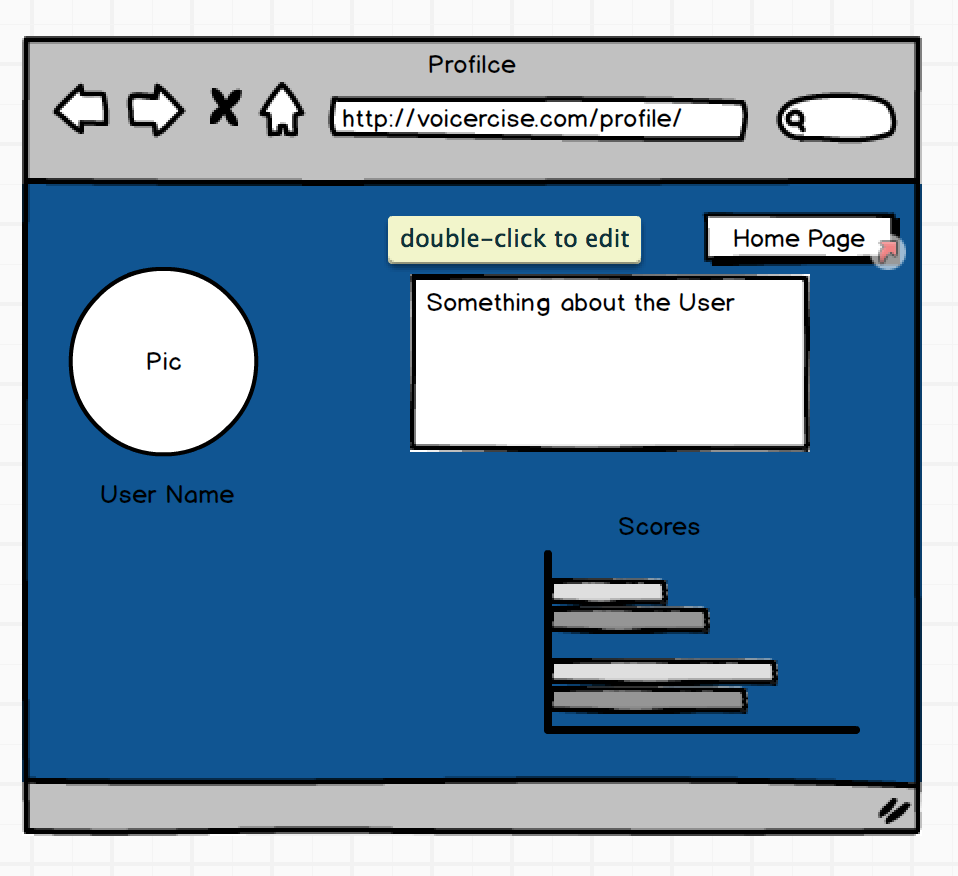 Profilce
http://voicercise.com/profile/
double-click to edit
Home Page
Something about the User
Pic
User Name
Scores